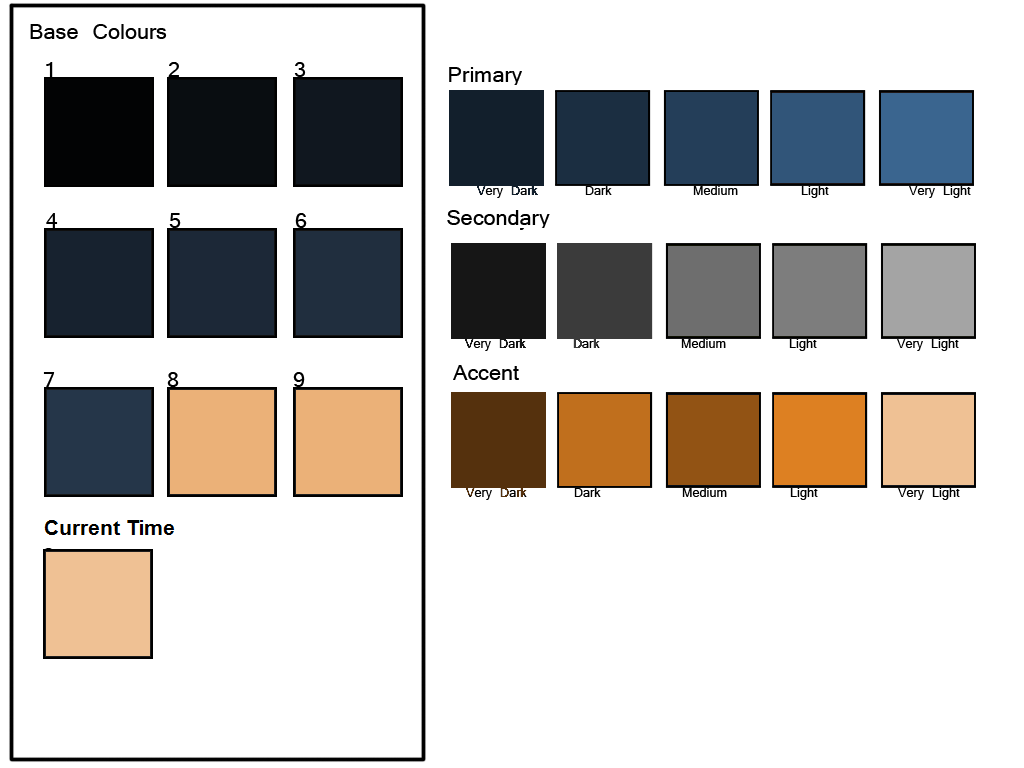 Base Colours
1 2 3
4 5 6
7 8 9
Current Time
Primary
Very Dark Dark Medium Light Very Light
Secondary
Very Dark Dark Medium Light Very Light
Accent
Very Dark Dark Medium Light Very Light